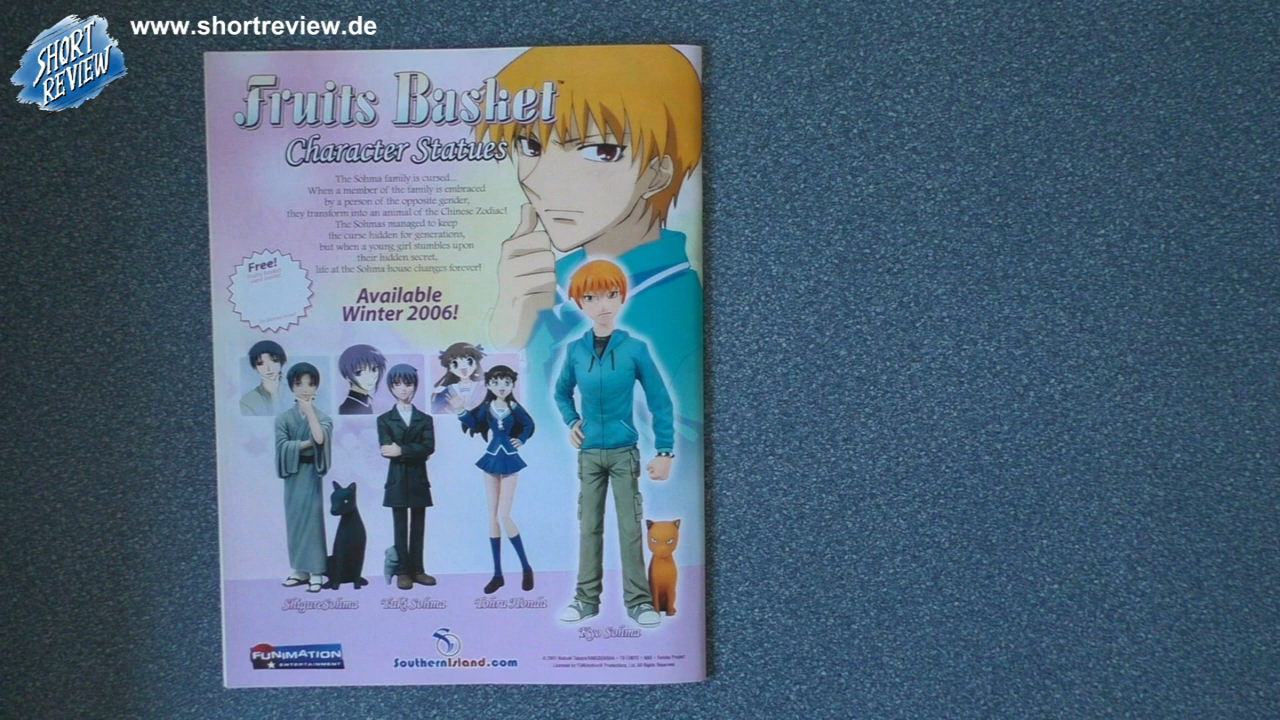 www.shortreview.de
SHORT
REVIEW
Fruits Basket™
Character Statues
The Sohma family is cursed...
When a member of the family is embraced
by a person of the opposite gender,
they transform into an animal of the Chinese Zodiac!
The Sohmas managed to keep
the curse hidden for generations,
but when a young girl stumbles upon
their hidden secret,
life at the Sohma house changes forever!
Free!
Available
Winter 2006!
Shigure Sohma
Yuki Sohma
Tohru Honda
Kyo Sohma
FUNIMATION
ENTERTAINMENT
SouthernIsland.com